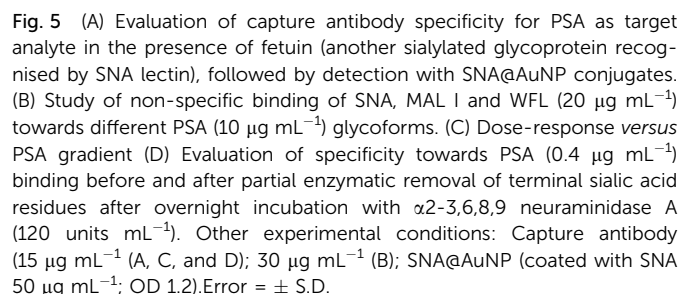 Fig. 5 (A) Evaluation of capture antibody specificity for PSA as target
analyte in the presence of fetuin (another sialylated glycoprotein recog-
nised by SNA lectin), followed by detection with SNA@AuNP conjugates.
(B) Study of non-specific binding of SNA, MAL I and WFL (20 μg mL⁻¹)
towards different PSA (10 μg mL⁻¹) glycoforms. (C) Dose-response versus
PSA gradient (D) Evaluation of specificity towards PSA (0.4 μg mL⁻¹)
binding before and after partial enzymatic removal of terminal sialic acid
residues after overnight incubation with α2-3,6,8,9 neuraminidase A
(120 units mL⁻¹). Other experimental conditions: Capture antibody
(15 μg mL⁻¹ (A, C, and D); 30 μg mL⁻¹ (B); SNA@AuNP (coated with SNA
50 μg mL⁻¹; OD 1.2).Error = ± S.D.